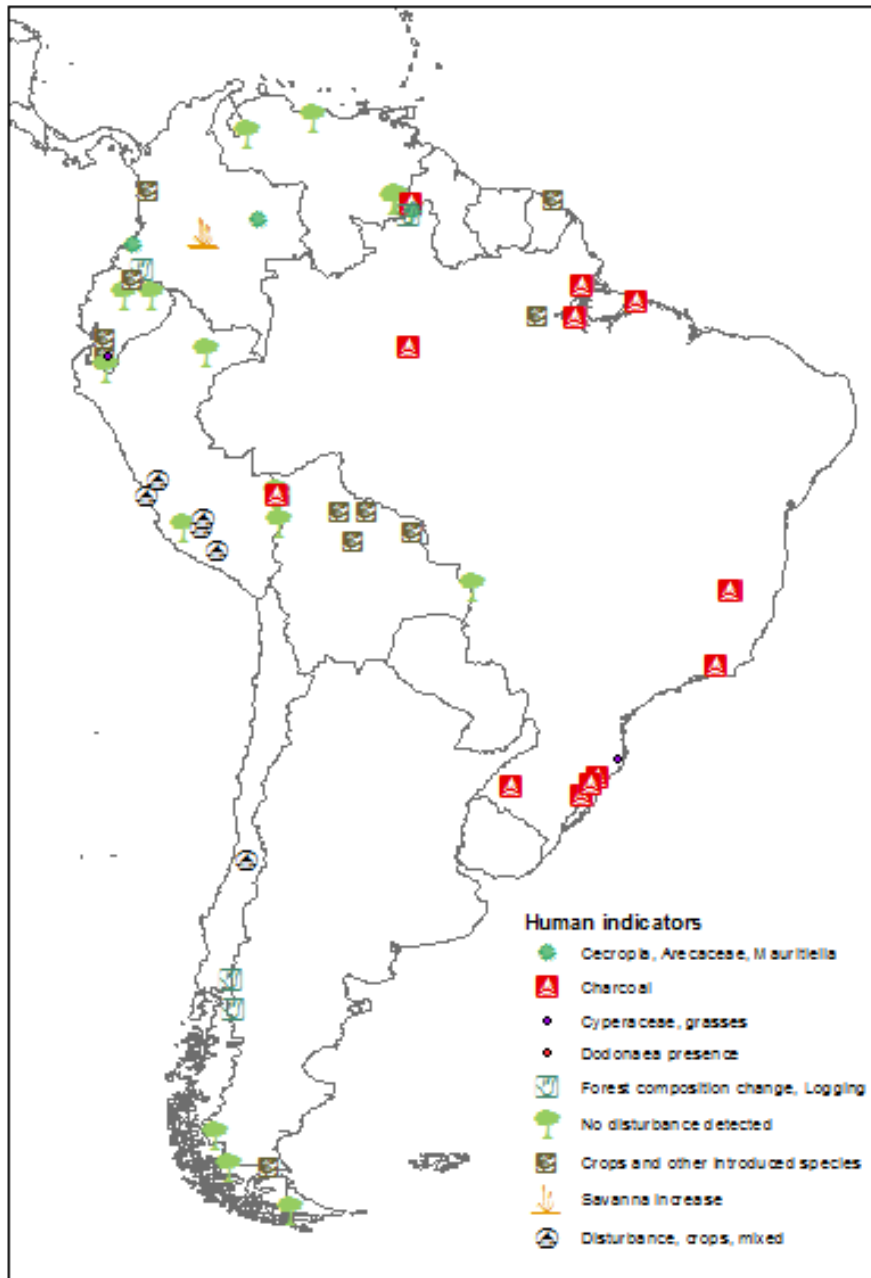 Human indicators
Cecropia, Arecaceae, Mauritiella
Charcoal
Cyperaceae, grasses
Dodonaea presence
Forest composition change, Logging
No disturbance detected
Crops and other introduced species
Savanna increase
Disturbance, crops, mixed